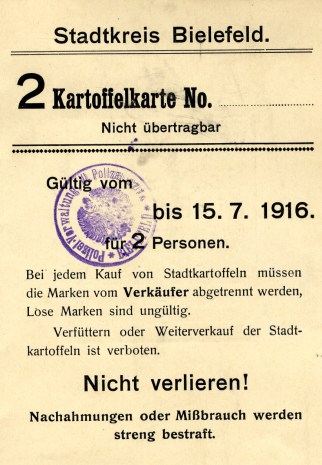 Stadtkreis Bielefeld.
2 Kartoffelkarte No.
Nicht übertragbar
Gültig vom
bis 15. 7. 1916.
für 2 Personen.
Bei jedem Kauf von Stadtkartoffeln müssen
die Marken vom Verkäufer abgetrennt werden,
Lose Marken sind ungültig.
Verfüttern oder Weiterverkauf der Stadt-
kartoffeln ist verboten.
Nicht verlieren!
Nachahmungen oder Mißbrauch werden
streng bestraft.
Polizei-Verwaltung